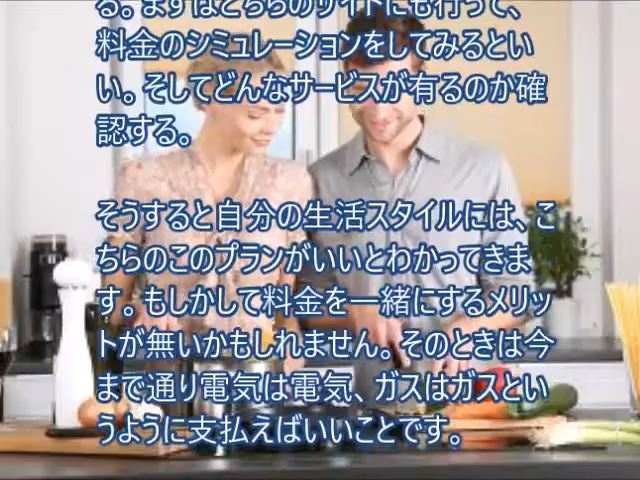 る。まずはどちらのサイトにも行って、
料金のシミュレーションをしてみるとい
い。そしてどんなサービスが有るのか確
認する。
そうすると自分の生活スタイルには、こ
ちらのこのプランがいいとわかってきま
す。もしかして料金を一緒にするメリッ
トが無いかもしれません。そのときは今
まで通り電気は電気、ガスはガスとい
うように支払えばいいことです。